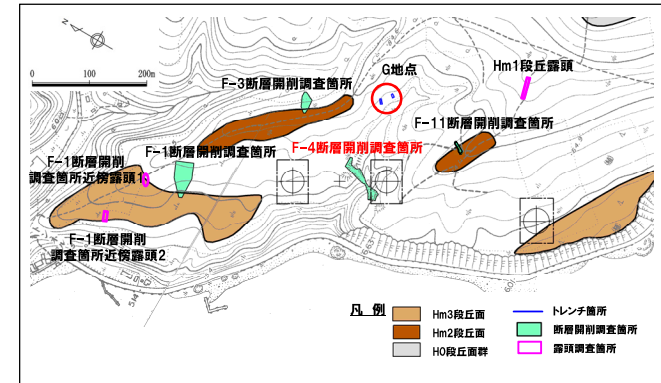 N
0 100 200m
G地点
Hm1段丘露頭
F-3断層開削調査箇所
F-11断層開削調査箇所
F-1断層開削調査箇所
F-4断層開削調査箇所
F-1断層開削
調査箇所近傍露頭1
F-1断層開削
調査箇所近傍露頭2
凡 例
Hm3段丘面
Hm2段丘面
H0段丘面群
トレンチ箇所
断層開削調査箇所
露頭調査箇所